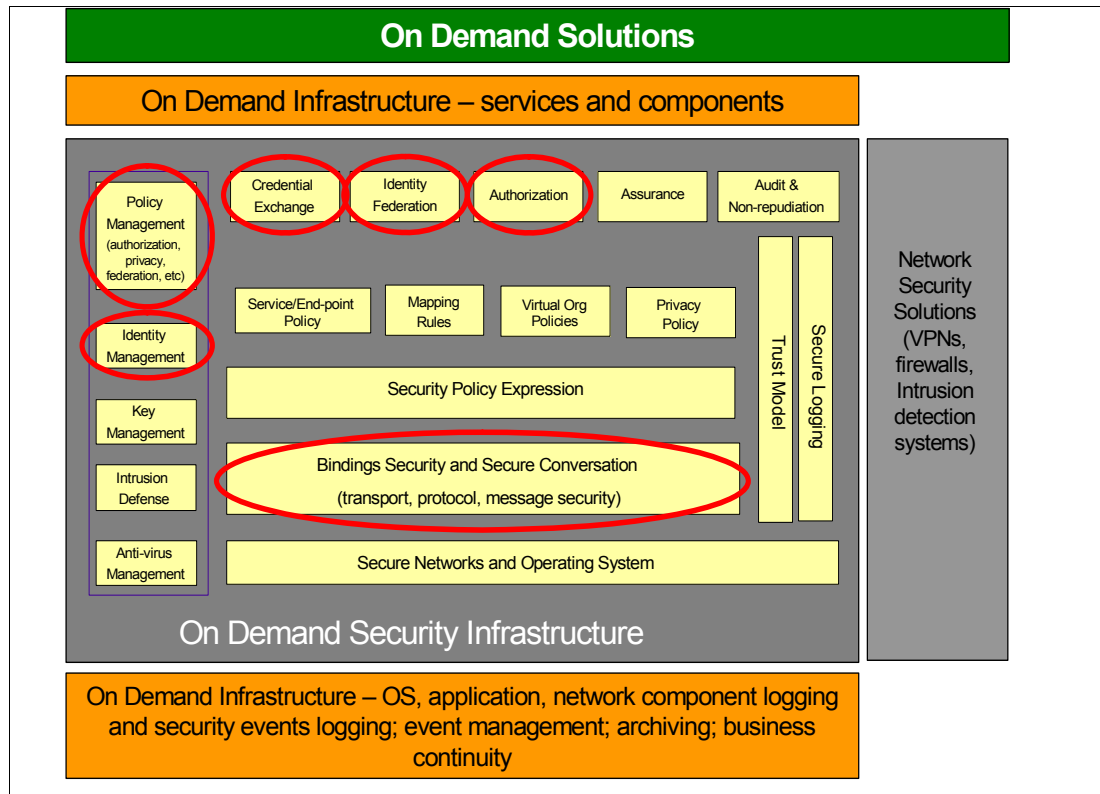 On Demand Solutions
On Demand Infrastructure – services and components
Policy
Management
(authorization,
privacy,
federation, etc)
Identity
Management
Key
Management
Intrusion
Defense
Anti-virus
Management
Credential
Exchange
Identity
Federation
Authorization
Assurance
Audit &
Non-repudiation
Service/End-point
Policy
Mapping
Rules
Virtual Org
Policies
Privacy
Policy
Security Policy Expression
Bindings Security and Secure Conversation
(transport, protocol, message security)
Secure Networks and Operating System
Trust Model
Secure Logging
On Demand Security Infrastructure
Network
Security
Solutions
(VPNs,
firewalls,
Intrusion
detection
systems)
On Demand Infrastructure – OS, application, network component logging
and security events logging; event management; archiving; business
continuity